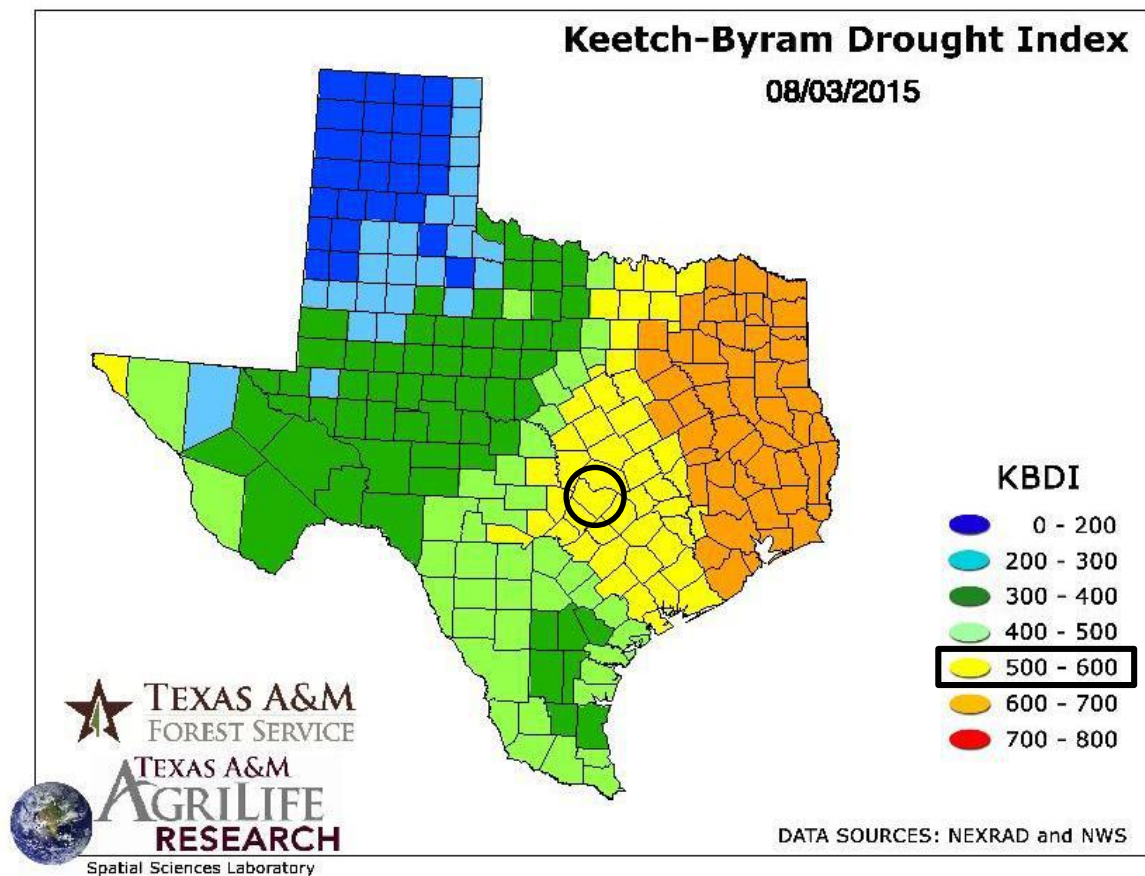 Keetch-Byram Drought Index
08/03/2015
KBDI
0 - 200
200 - 300
300 - 400
400 - 500
500 - 600
600 - 700
700 - 800
TEXAS A&M
FOREST SERVICE
TEXAS A&M
AGRILIFE
RESEARCH
Spatial Sciences Laboratory
DATA SOURCES: NEXRAD and NWS